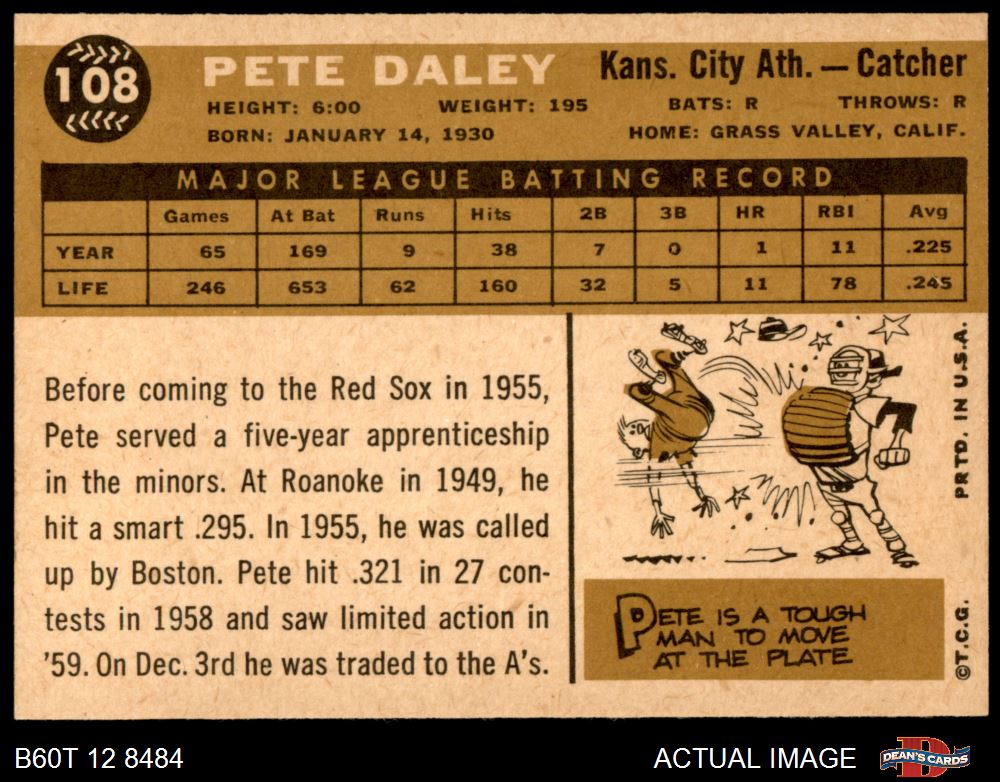 108
PETE DALEY
Kans. City Ath. — Catcher
HEIGHT: 6:00 WEIGHT: 195 BATS: R THROWS: R
BORN: JANUARY 14, 1930 HOME: GRASS VALLEY, CALIF.
MAJOR LEAGUE BATTING RECORD
Games At Bat Runs Hits 2B 3B HR RBI Avg
YEAR 65 169 9 38 7 0 1 11 .225
LIFE 246 653 62 160 32 5 11 78 .245
Before coming to the Red Sox in 1955,
Pete served a five-year apprenticeship
in the minors. At Roanoke in 1949, he
hit a smart .295. In 1955, he was called
up by Boston. Pete hit .321 in 27 con-
tests in 1958 and saw limited action in
'59. On Dec. 3rd he was traded to the A's.
PETE IS A TOUGH
MAN TO MOVE
AT THE PLATE
©T.C.G. PRTD. IN U.S.A.
B60T 12 8484
ACTUAL IMAGE
DEAN'S CARDS